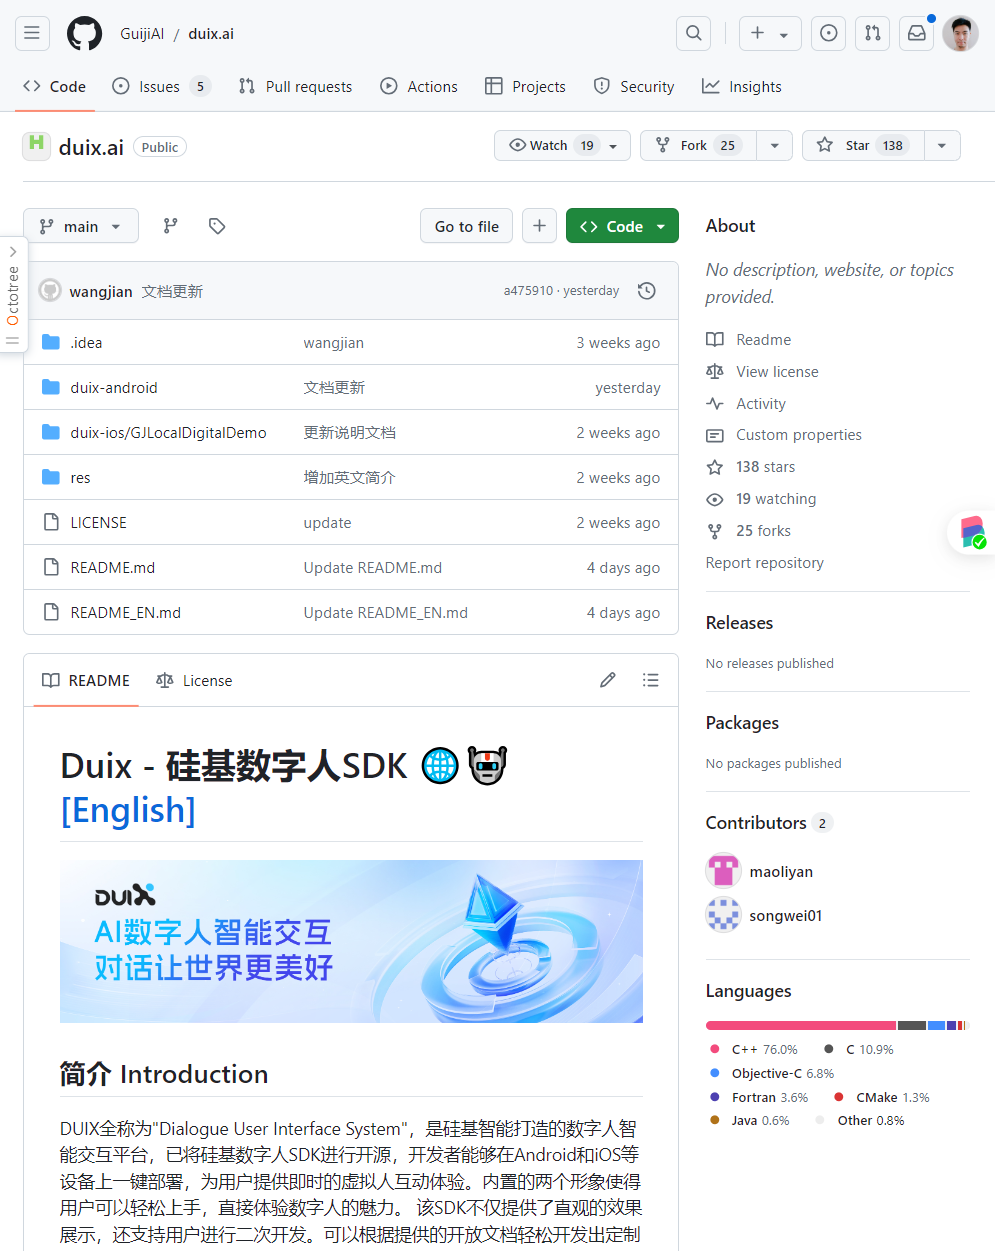 GuijiAI / duix.ai
Code
Issues 5
Pull requests
Actions
Projects
Security
Insights
duix.ai Public
Watch 19
Fork 25
Star 138
main
Go to file
Code
Octotree
wangjian 文档更新 a475910 · yesterday
.idea wangjian 3 weeks ago
duix-android 文档更新 yesterday
duix-ios/GJLocalDigitalDemo 更新说明文档 2 weeks ago
res 增加英文简介 2 weeks ago
LICENSE update 2 weeks ago
README.md Update README.md 4 days ago
README_EN.md Update README_EN.md 4 days ago
README License
Duix - 硅基数字人SDK
[English]
DUIX
AI数字人智能交互
对话让世界更美好
简介 Introduction
DUIX全称为"Dialogue User Interface System"，是硅基智能打造的数字人智
能交互平台，已将硅基数字人SDK进行开源，开发者能够在Android和iOS等
设备上一键部署，为用户提供即时的虚拟人互动体验。内置的两个形象使得
用户可以轻松上手，直接体验数字人的魅力。 该SDK不仅提供了直观的效果
展示，还支持用户进行二次开发。可以根据提供的开放文档轻松开发出定制
About
No description, website, or topics
provided.
Readme
View license
Activity
Custom properties
138 stars
19 watching
25 forks
Report repository
Releases
No releases published
Packages
No packages published
Contributors 2
maoliyan
songwei01
Languages
C++ 76.0% C 10.9%
Objective-C 6.8%
Fortran 3.6% CMake 1.3%
Java 0.6% Other 0.8%